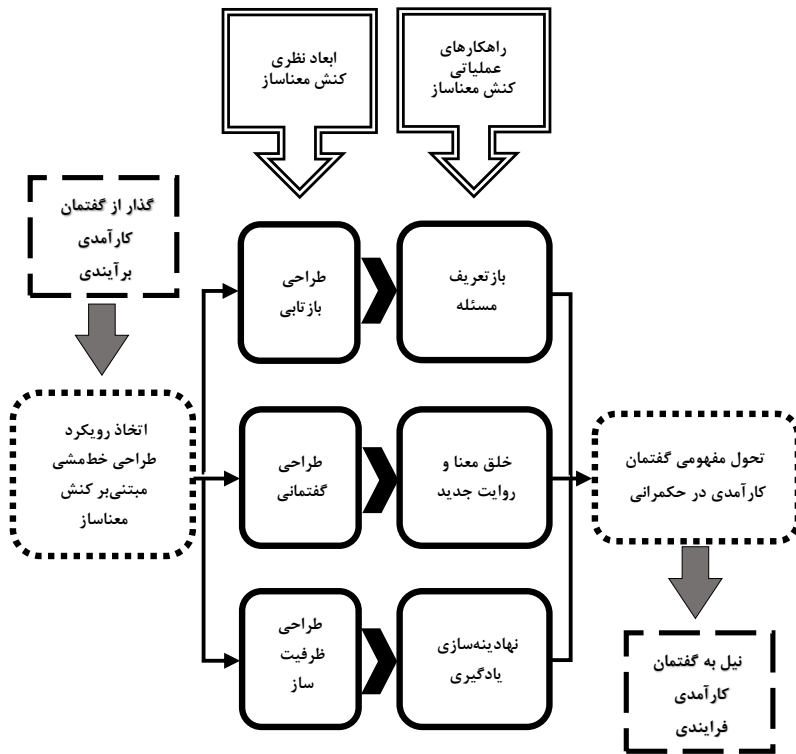 ابعاد نظری
کنش معناساز
راهکارهای
عملیاتی
کنش معناساز
گذار از گفتمان
کارآمدی
برآیندی
طراحی
بازتابی
بازتعریف
مسئله
اتخاذ رویکرد
طراحی خط‌مشی
مبتنی‌بر کنش
معناساز
طراحی
گفتمانی
خلق معنا و
روایت جدید
تحول مفهومی گفتمان
کارآمدی در حکمرانی
طراحی
ظرفیت
ساز
نهادینه‌سازی
یادگیری
نیل به گفتمان
کارآمدی
فرایندی